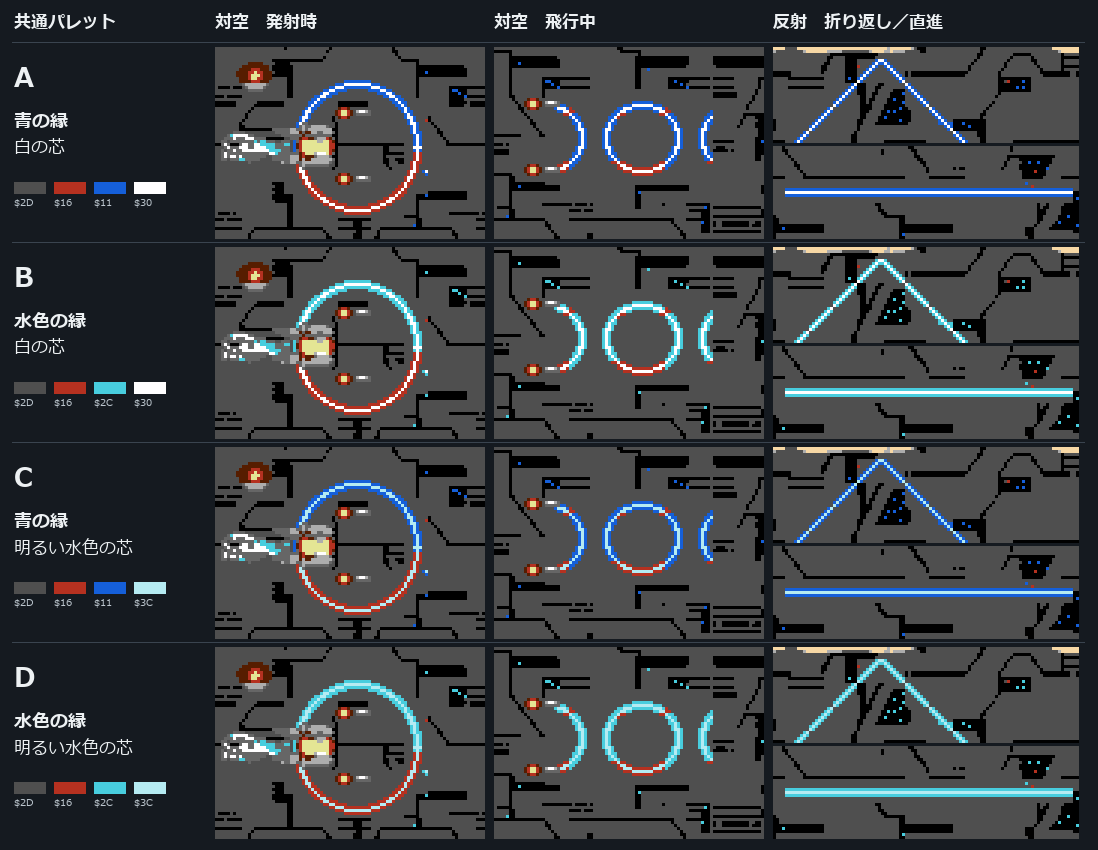 共通パレット
対空　発射時
対空　飛行中
反射　折り返し／直進
A
青の縁
白の芯
$2D $16 $11 $30
B
水色の縁
白の芯
$2D $16 $2C $30
C
青の縁
明るい水色の芯
$2D $16 $11 $3C
D
水色の縁
明るい水色の芯
$2D $16 $2C $3C